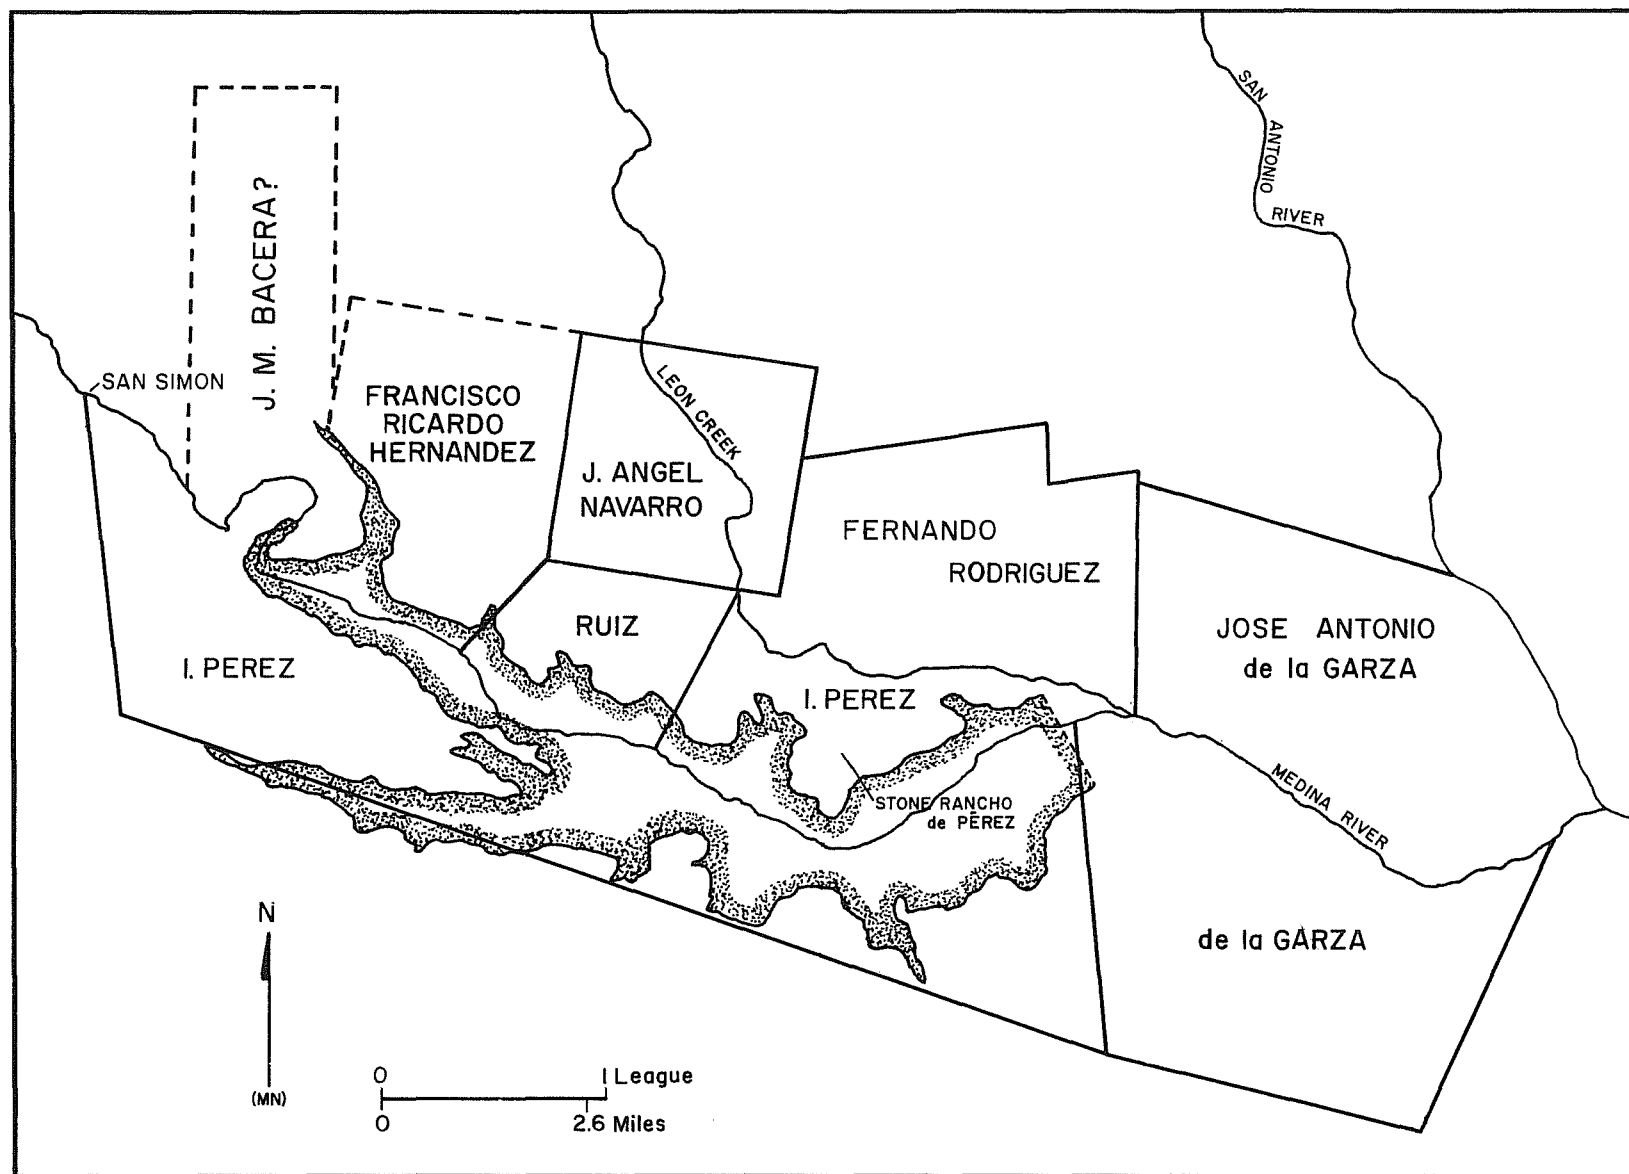 SAN
ANTONIO
RIVER
J. M. BACERA?
SAN SIMON
FRANCISCO
RICARDO
HERNANDEZ
LEON CREEK
J. ANGEL
NAVARRO
FERNANDO
RODRIGUEZ
RUIZ
JOSE ANTONIO
de la GARZA
I. PEREZ
I. PEREZ
STONE RANCHO
de PÉREZ
MEDINA RIVER
de la GARZA
N
(MN)
0 1 League
0 2.6 Miles